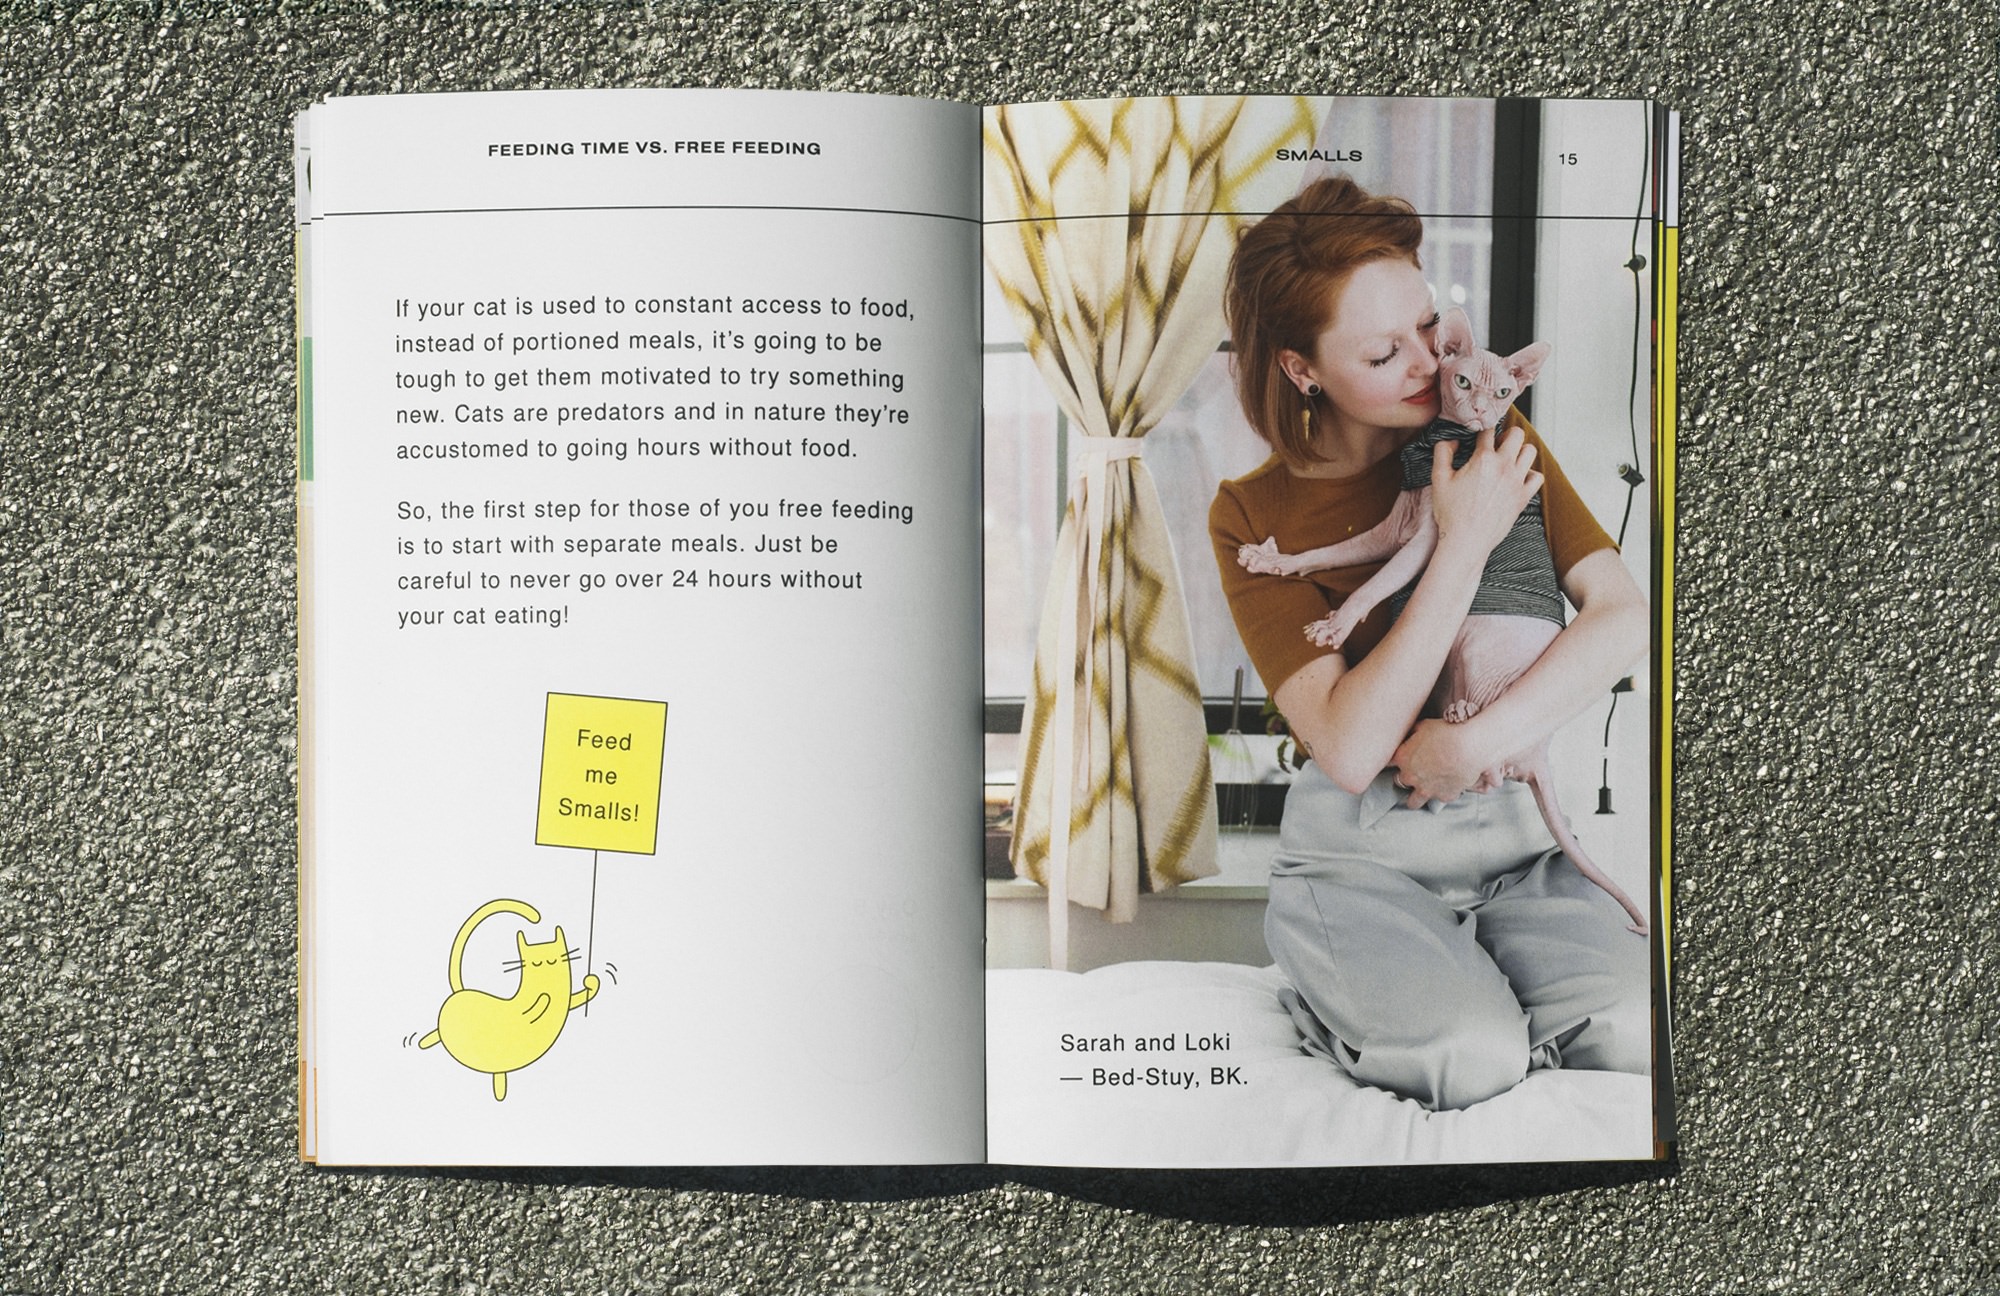 FEEDING TIME VS. FREE FEEDING
If your cat is used to constant access to food,
instead of portioned meals, it's going to be
tough to get them motivated to try something
new. Cats are predators and in nature they're
accustomed to going hours without food.
So, the first step for those of you free feeding
is to start with separate meals. Just be
careful to never go over 24 hours without
your cat eating!
Feed
me
Smalls!
SMALLS
15
Sarah and Loki
— Bed-Stuy, BK.